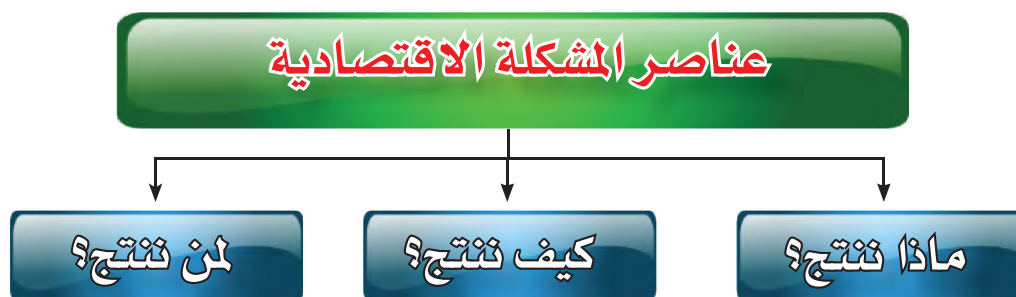 عناصر المشكلة الاقتصادية
ماذا ننتج؟
كيف ننتج؟
لمن ننتج؟